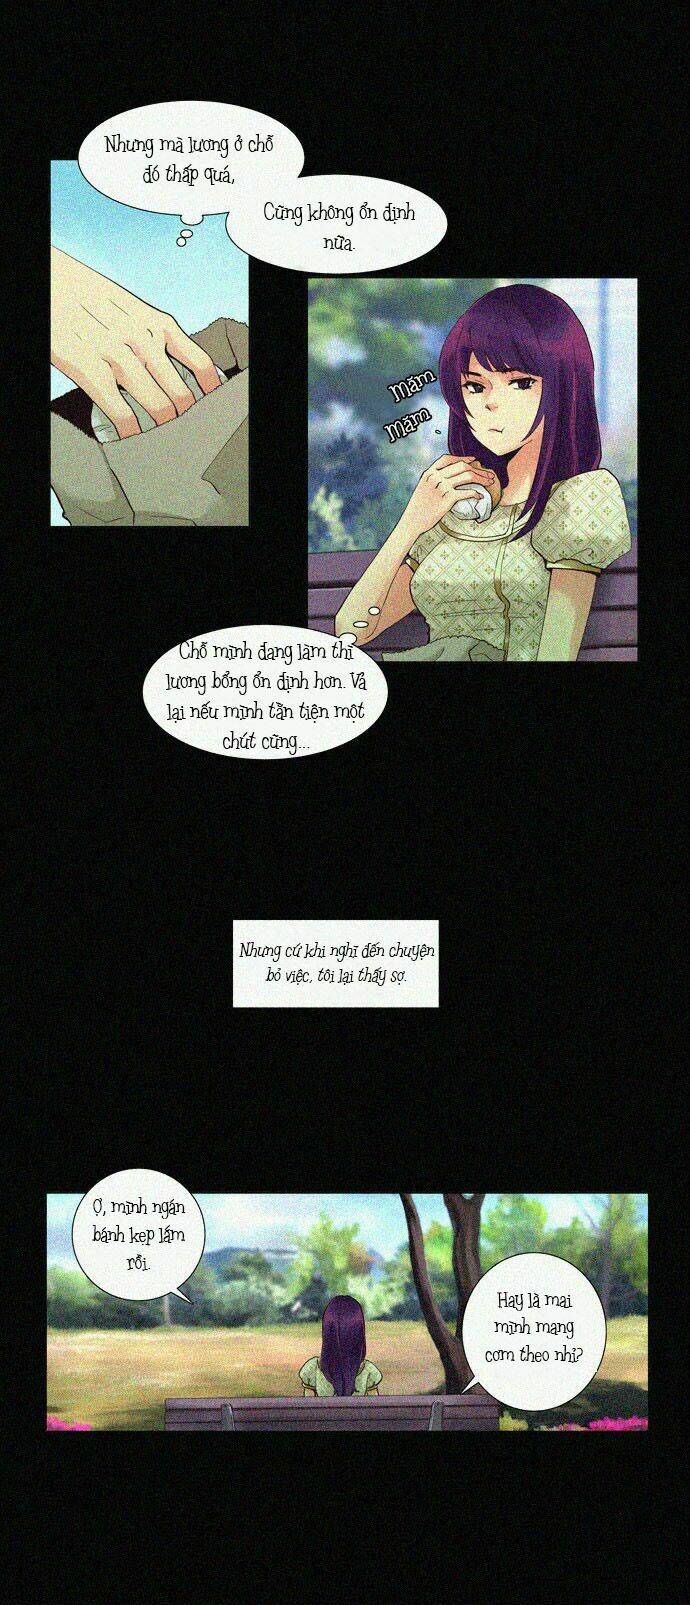 Nhưng mà lương ở chỗ
đó thấp quá,
Cũng không ổn định
nữa.
Măm
Măm
Chỗ mình đang làm thì
lương bổng ổn định hơn. Vả
lại nếu mình tằn tiện một
chút cũng...
Nhưng cứ khi nghĩ đến chuyện
bỏ việc, tôi lại thấy sợ.
Ợ, mình ngán
bánh kẹp lắm
rồi.
Hay là mai
mình mang
cơm theo nhỉ?